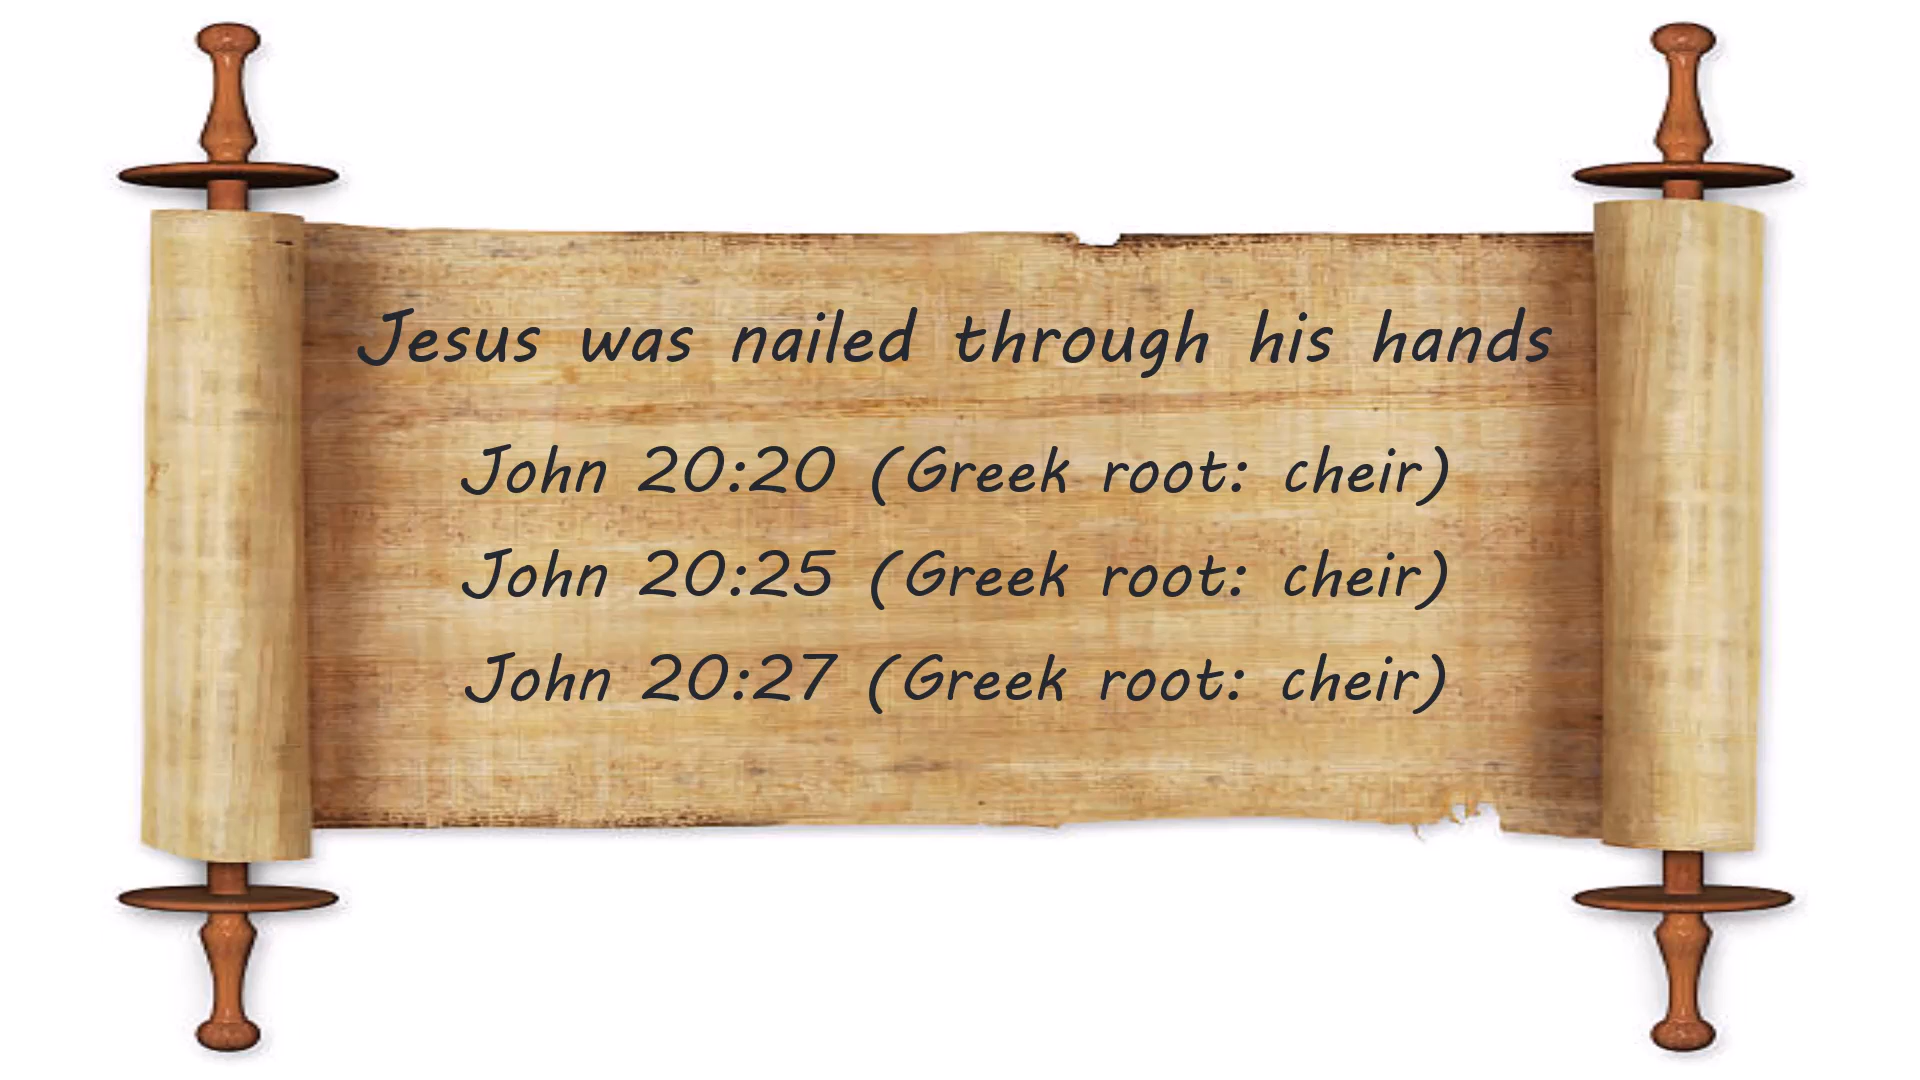 Jesus was nailed through his hands
John 20:20 (Greek root: cheir)
John 20:25 (Greek root: cheir)
John 20:27 (Greek root: cheir)